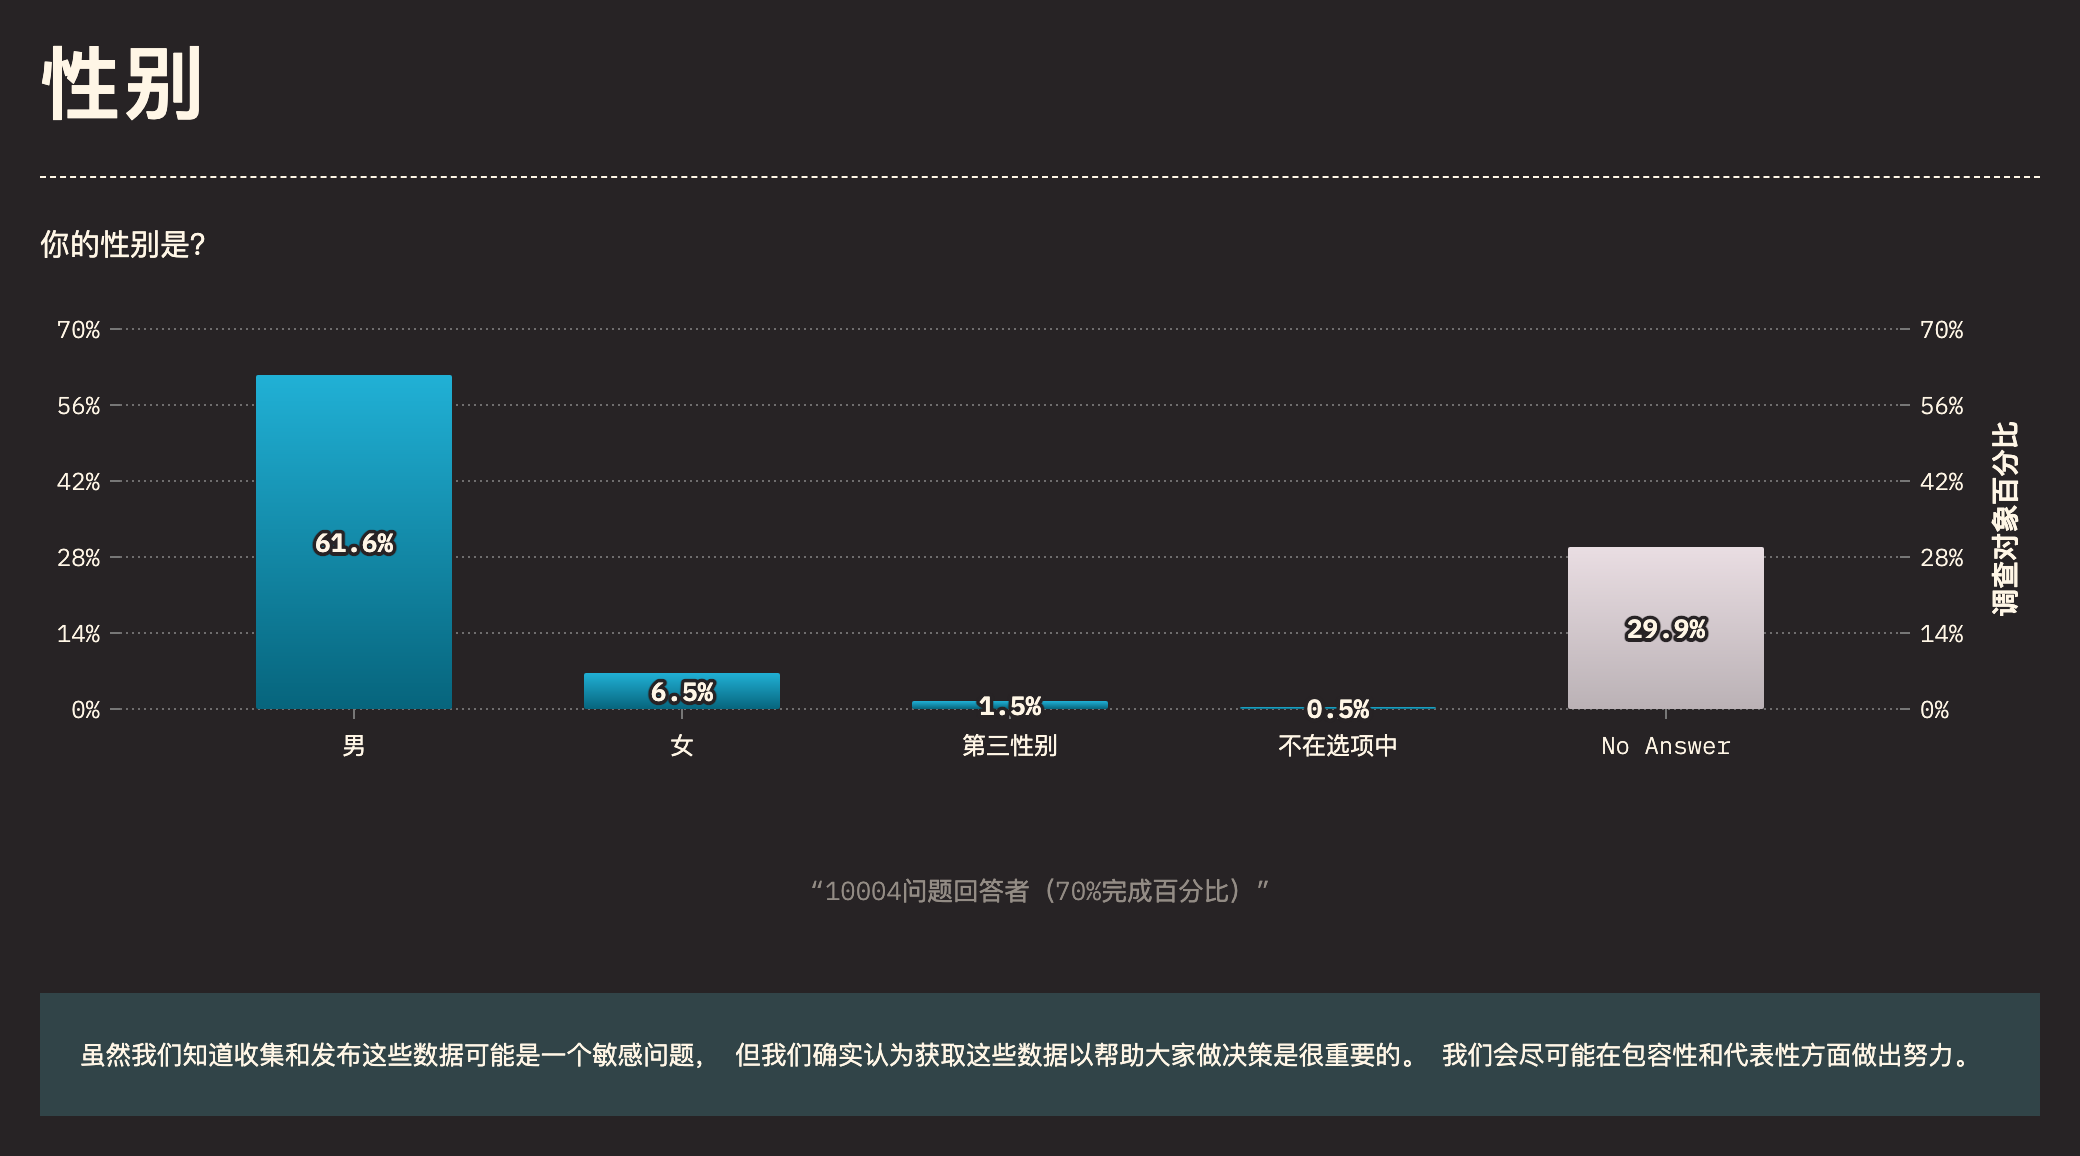 性别
你的性别是?
70% 70%
56% 56%
42% 42%
28% 28%
14% 14%
0% 0%
调查对象百分比
61.6%
6.5%
1.5%
0.5%
29.9%
男
女
第三性别
不在选项中
No Answer
“10004问题回答者（70%完成百分比）”
虽然我们知道收集和发布这些数据可能是一个敏感问题， 但我们确实认为获取这些数据以帮助大家做决策是很重要的。 我们会尽可能在包容性和代表性方面做出努力。